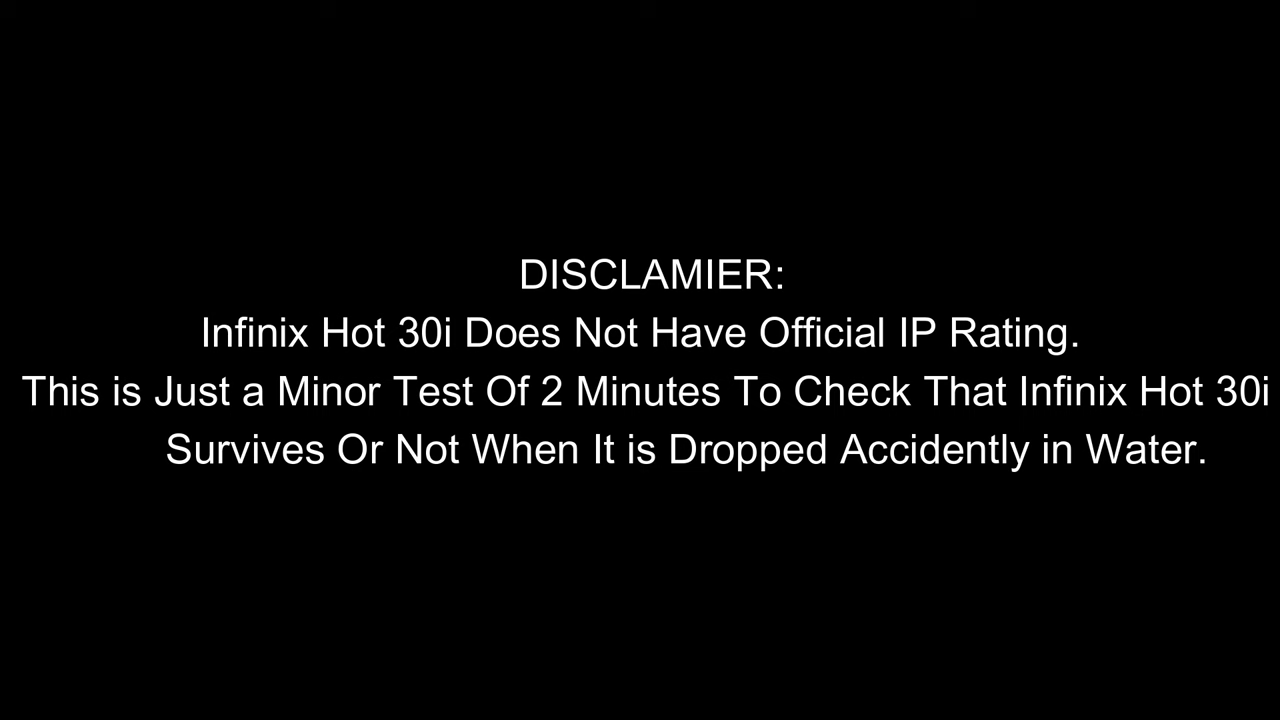 DISCLAMIER:
Infinix Hot 30i Does Not Have Official IP Rating.
This is Just a Minor Test Of 2 Minutes To Check That Infinix Hot 30i
Survives Or Not When It is Dropped Accidently in Water.